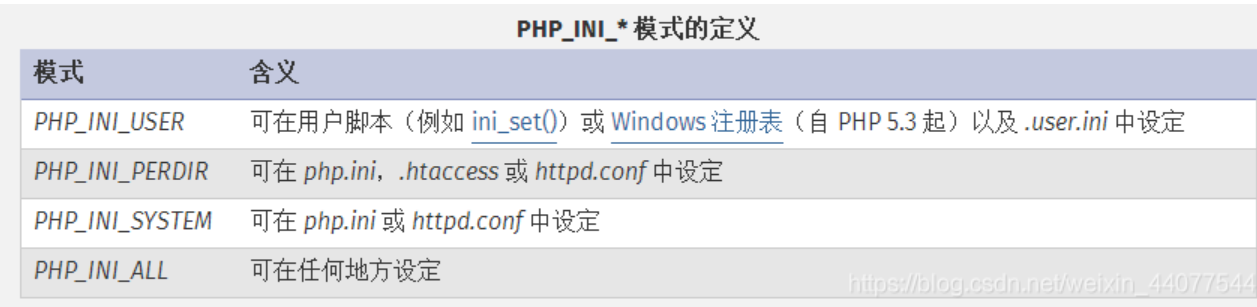 PHP_INI_* 模式的定义
模式 含义
PHP_INI_USER 可在用户脚本（例如 ini_set()）或 Windows 注册表（自 PHP 5.3 起）以及 .user.ini 中设定
PHP_INI_PERDIR 可在 php.ini，.htaccess 或 httpd.conf 中设定
PHP_INI_SYSTEM 可在 php.ini 或 httpd.conf 中设定
PHP_INI_ALL 可在任何地方设定
https://blog.csdn.net/weixin_44077544